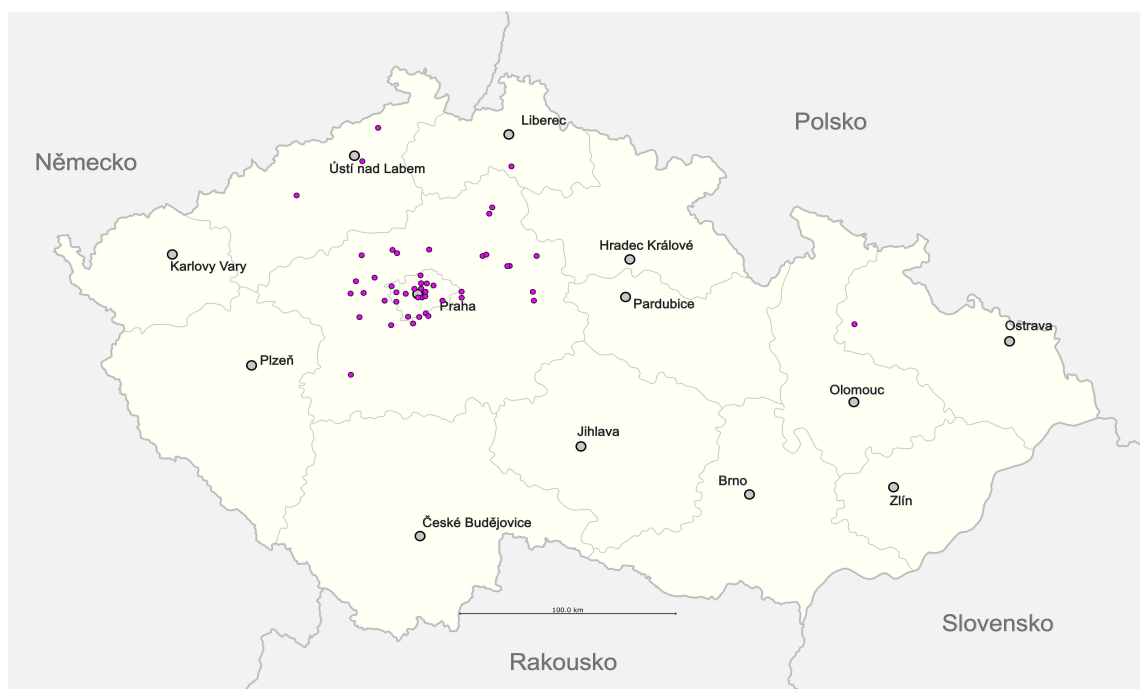 Liberec
Polsko
Německo
Ústí nad Labem
Hradec Králové
Karlovy Vary
Pardubice
Praha
Ostrava
Plzeň
Olomouc
Jihlava
Brno
Zlín
České Budějovice
100.0 km
Slovensko
Rakousko